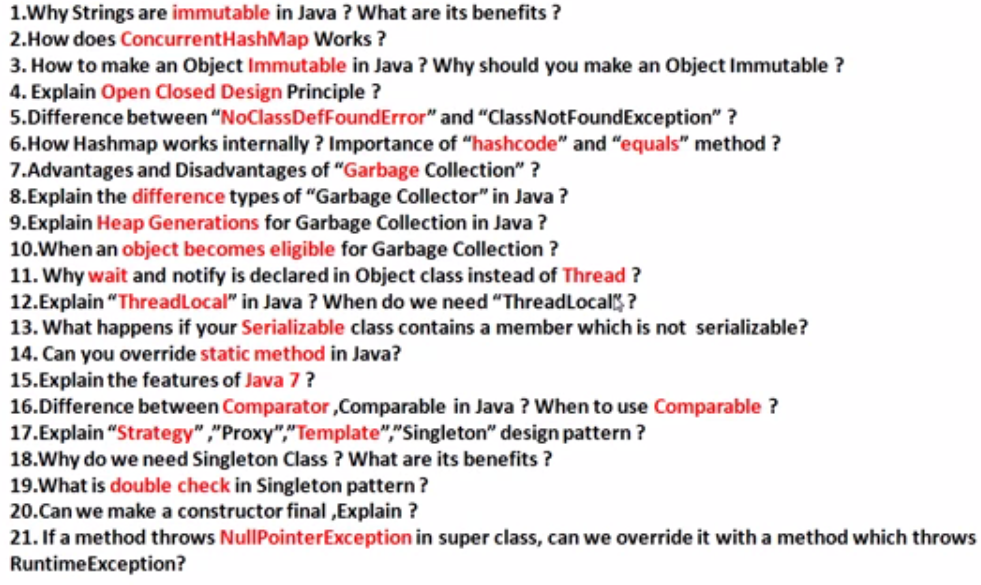 1.Why Strings are immutable in Java ? What are its benefits ?
2.How does ConcurrentHashMap Works ?
3. How to make an Object Immutable in Java ? Why should you make an Object Immutable ?
4. Explain Open Closed Design Principle ?
5.Difference between “NoClassDefFoundError” and “ClassNotFoundException” ?
6.How Hashmap works internally ? Importance of “hashcode” and “equals” method ?
7.Advantages and Disadvantages of “Garbage Collection” ?
8.Explain the difference types of “Garbage Collector” in Java ?
9.Explain Heap Generations for Garbage Collection in Java ?
10.When an object becomes eligible for Garbage Collection ?
11. Why wait and notify is declared in Object class instead of Thread ?
12.Explain “ThreadLocal” in Java ? When do we need “ThreadLocal” ?
13. What happens if your Serializable class contains a member which is not serializable?
14. Can you override static method in Java?
15.Explain the features of Java 7 ?
16.Difference between Comparator ,Comparable in Java ? When to use Comparable ?
17.Explain “Strategy” ,”Proxy”,”Template”,”Singleton” design pattern ?
18.Why do we need Singleton Class ? What are its benefits ?
19.What is double check in Singleton pattern ?
20.Can we make a constructor final ,Explain ?
21. If a method throws NullPointerException in super class, can we override it with a method which throws
RuntimeException?